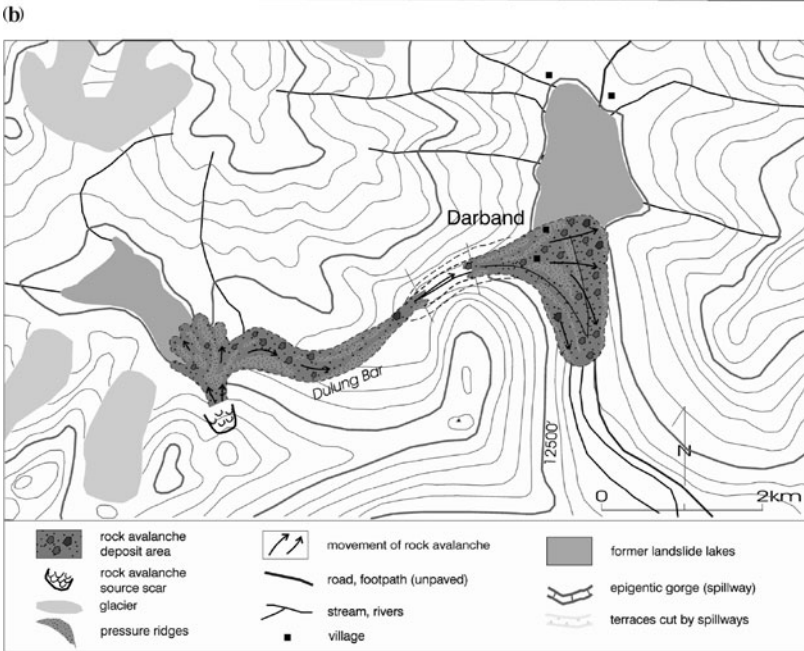 (b)
Darband
Dulung Bar
12500'
N
0 2km
rock avalanche
deposit area
rock avalanche
source scar
glacier
pressure ridges
movement of rock avalanche
road, footpath (unpaved)
stream, rivers
village
former landslide lakes
epigentic gorge (spillway)
terraces cut by spillways